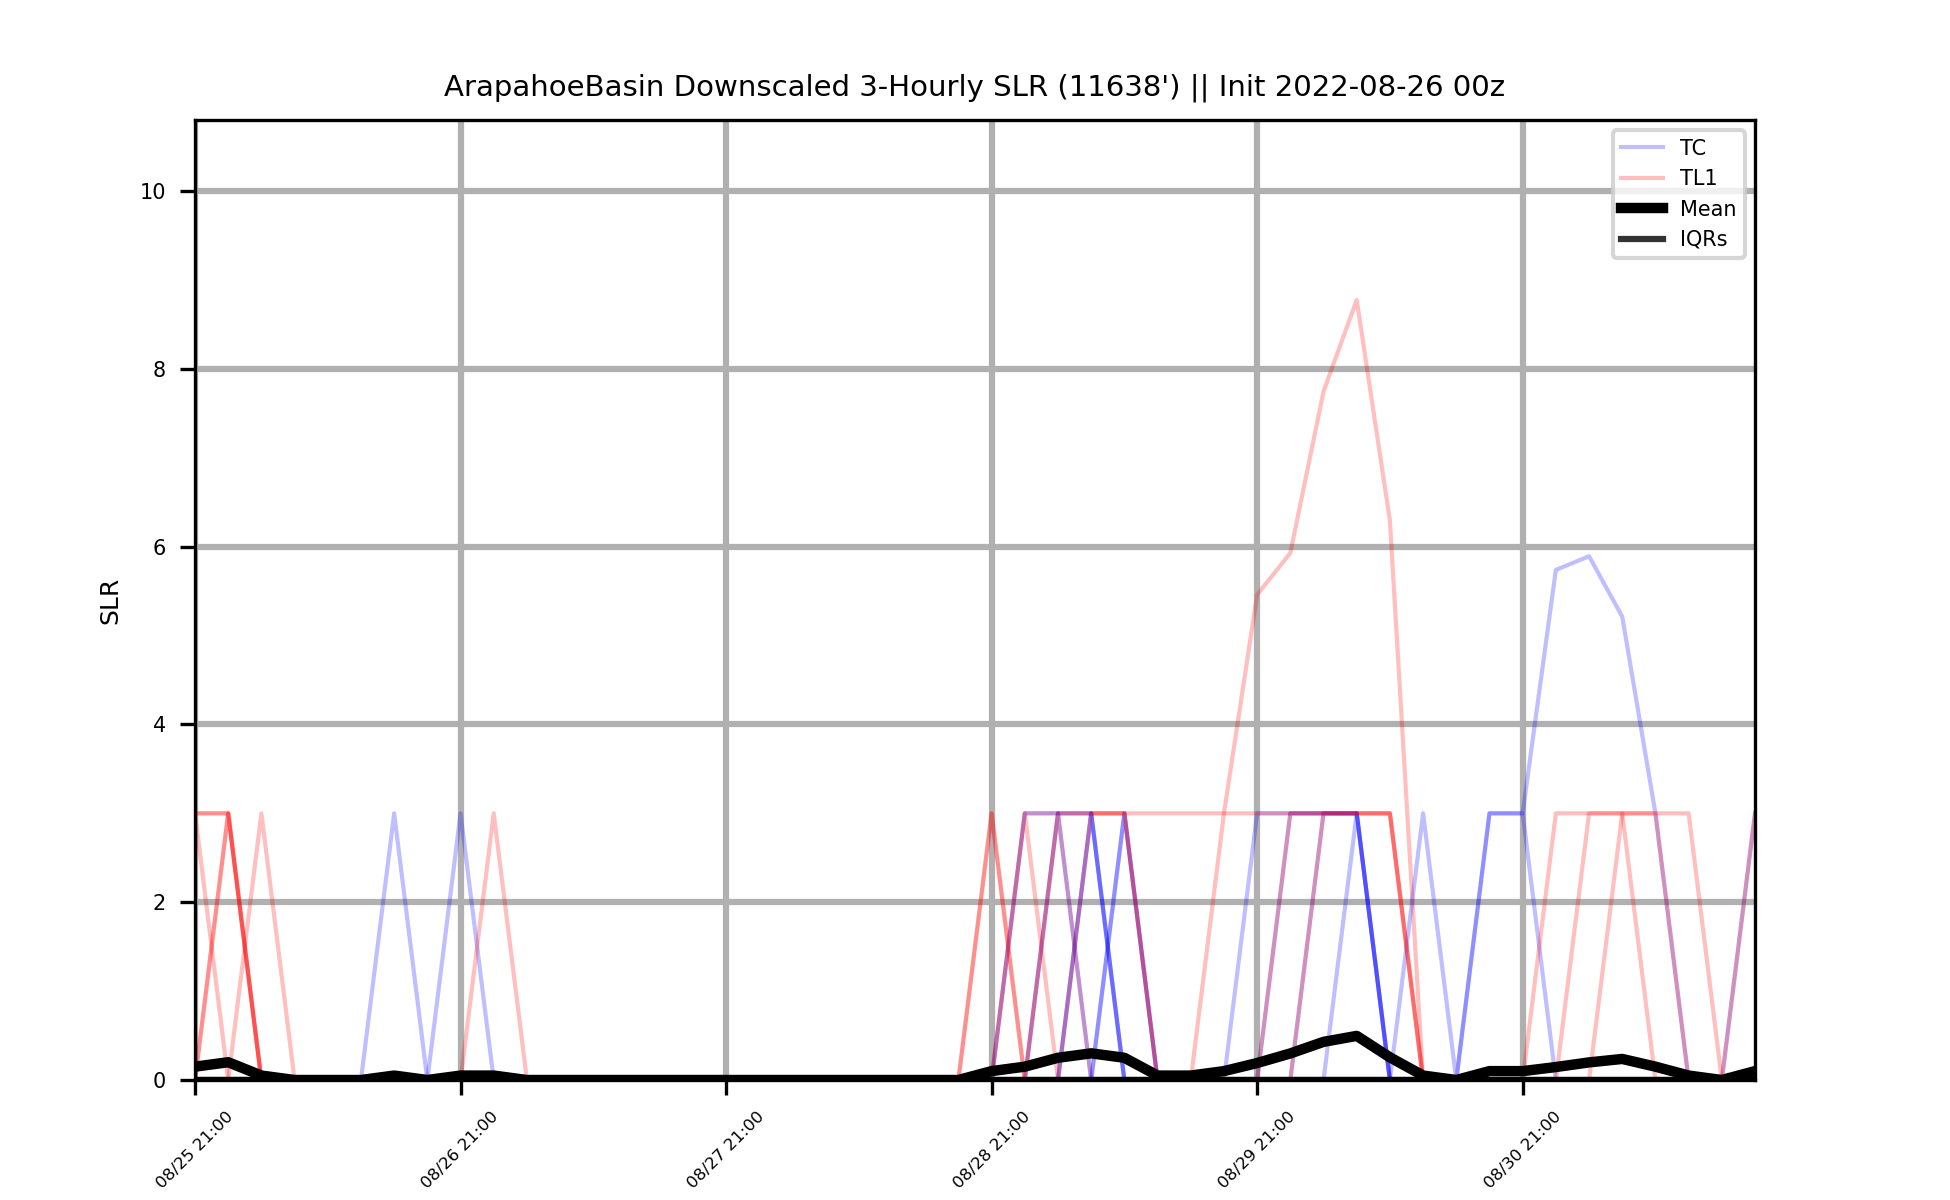 ArapahoeBasin Downscaled 3-Hourly SLR (11638') || Init 2022-08-26 00z
TC
TL1
Mean
IQRs
10
8
6
4
2
0
SLR
08/25 21:00
08/26 21:00
08/27 21:00
08/28 21:00
08/29 21:00
08/30 21:00